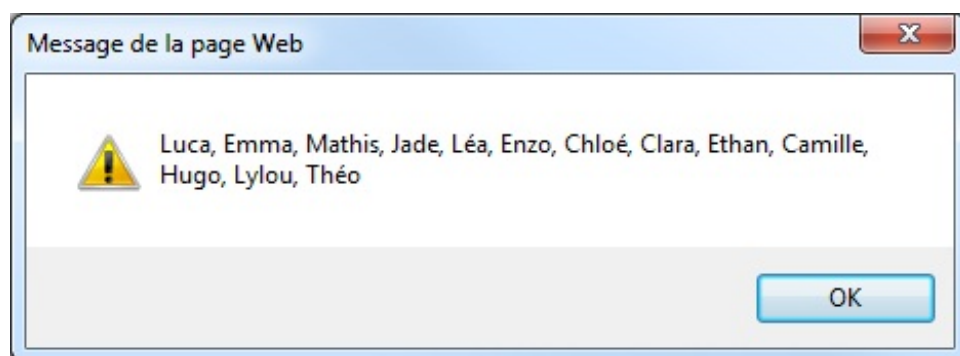 Message de la page Web
Luca, Emma, Mathis, Jade, Léa, Enzo, Chloé, Clara, Ethan, Camille,
Hugo, Lylou, Théo
OK